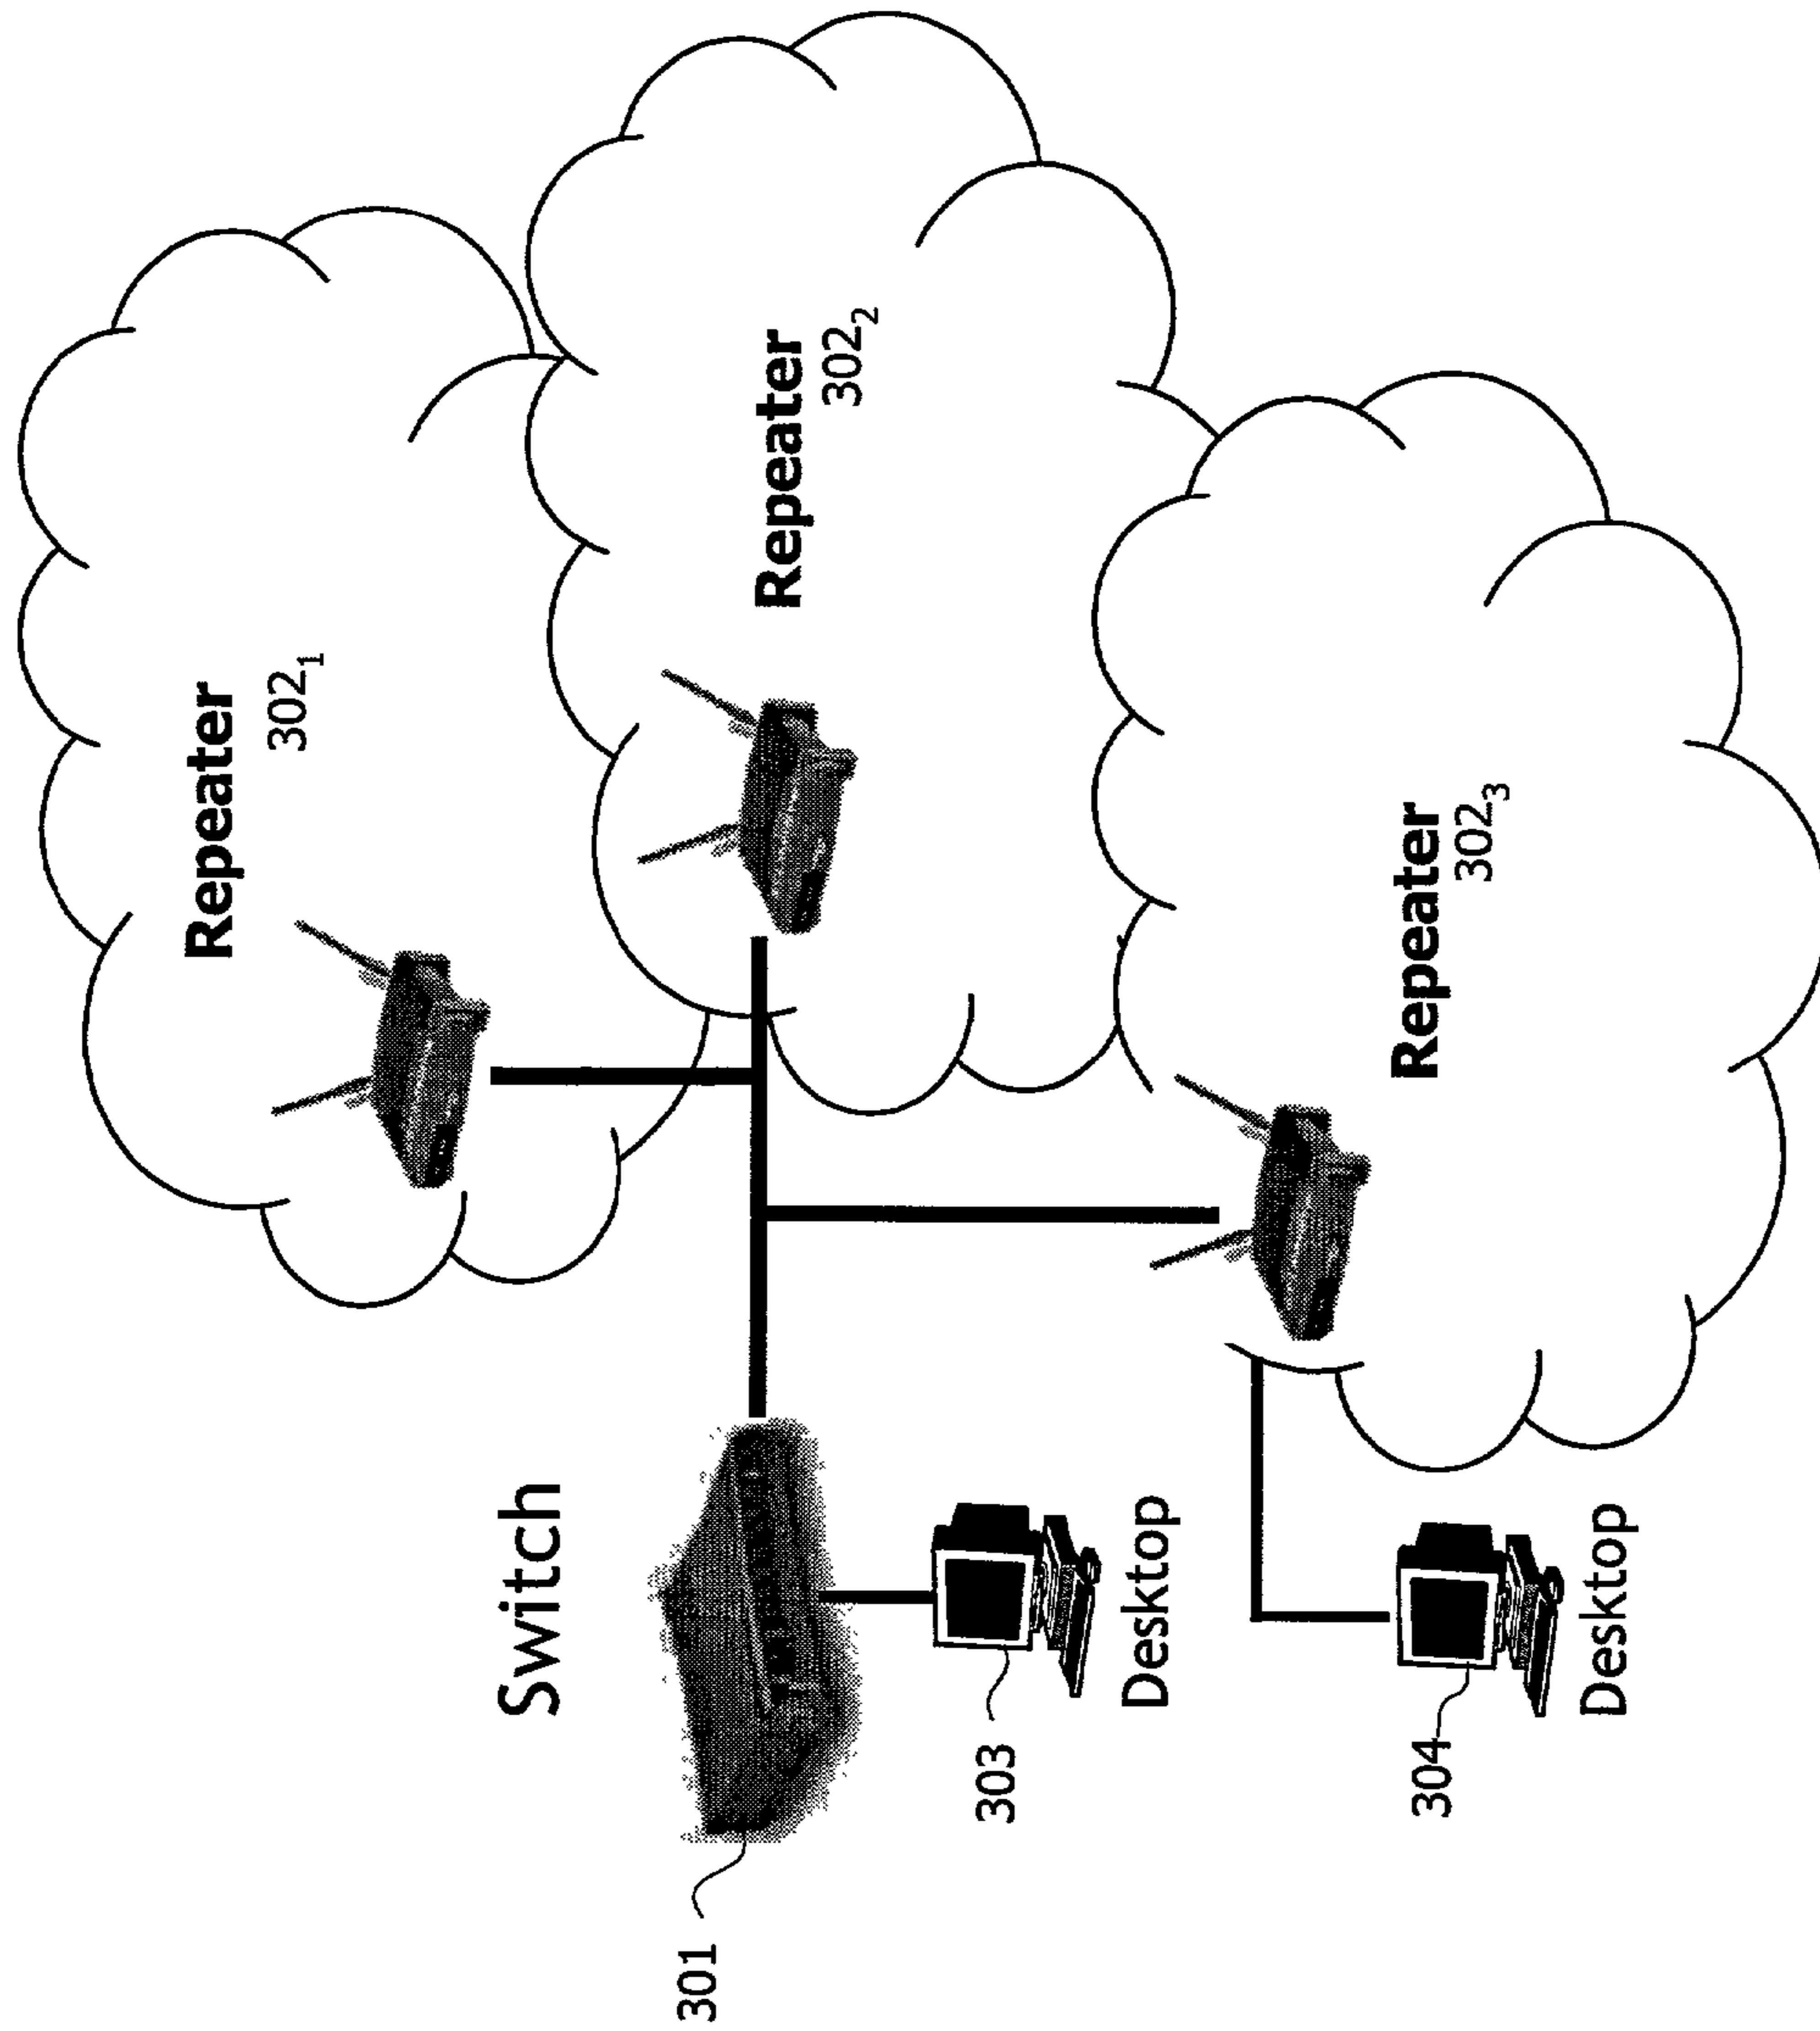 Repeater
302₁
Repeater
302₂
Repeater
302₃
Switch
301
303
Desktop
304
Desktop